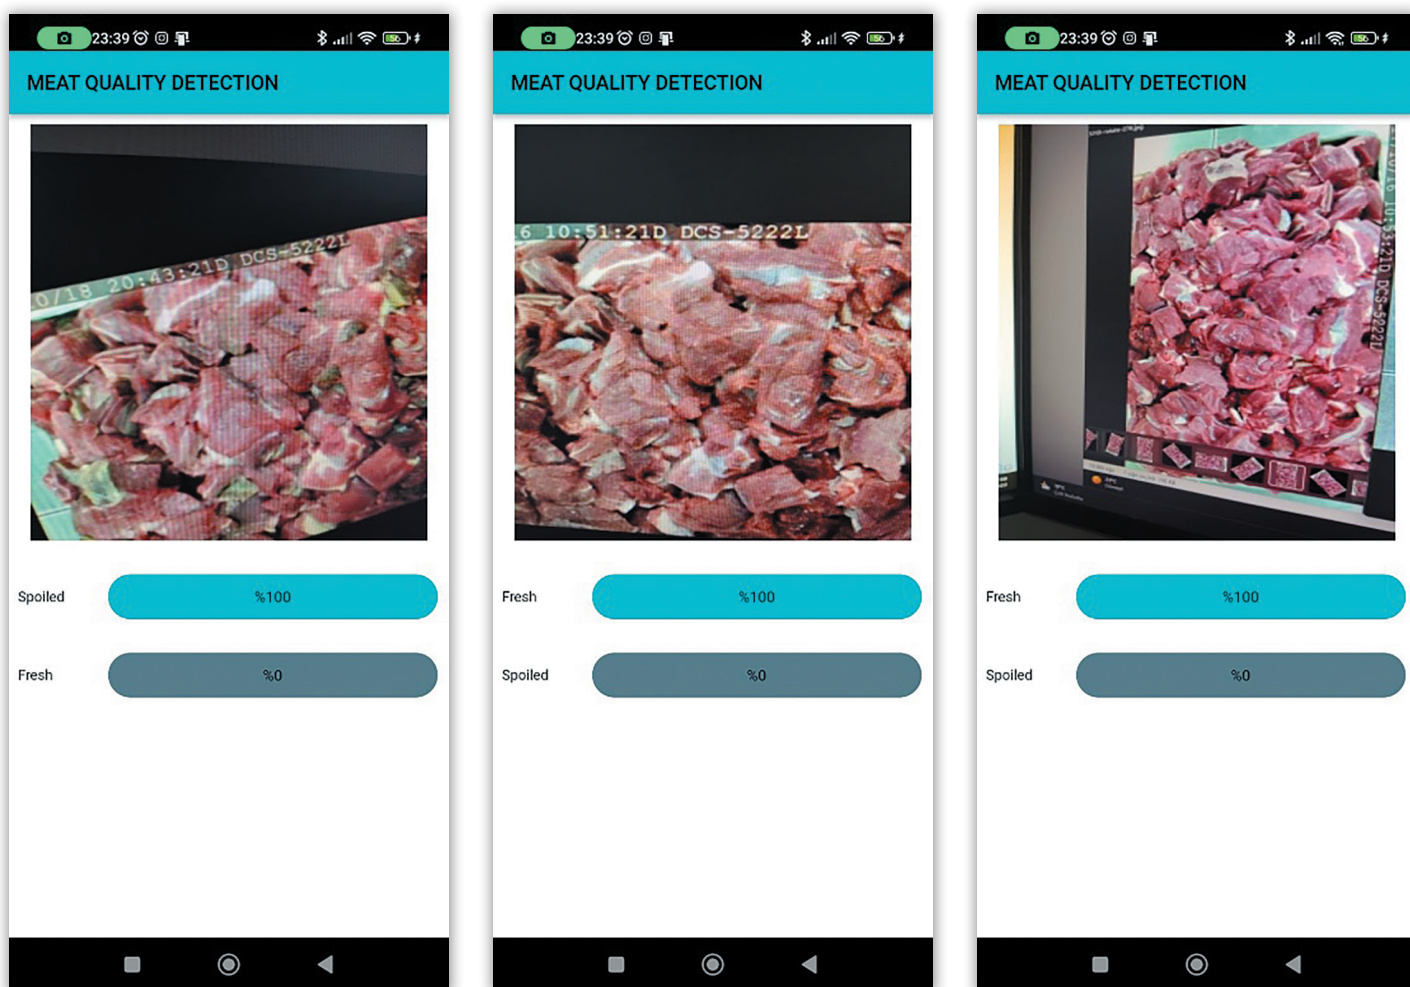 23:39
MEAT QUALITY DETECTION
0/18 20:43:21D DCS-5222L
Spoiled %100
Fresh %0
23:39
MEAT QUALITY DETECTION
6 10:51:21D DCS-5222L
Fresh %100
Spoiled %0
23:39
MEAT QUALITY DETECTION
DCS-5222L
Fresh %100
Spoiled %0